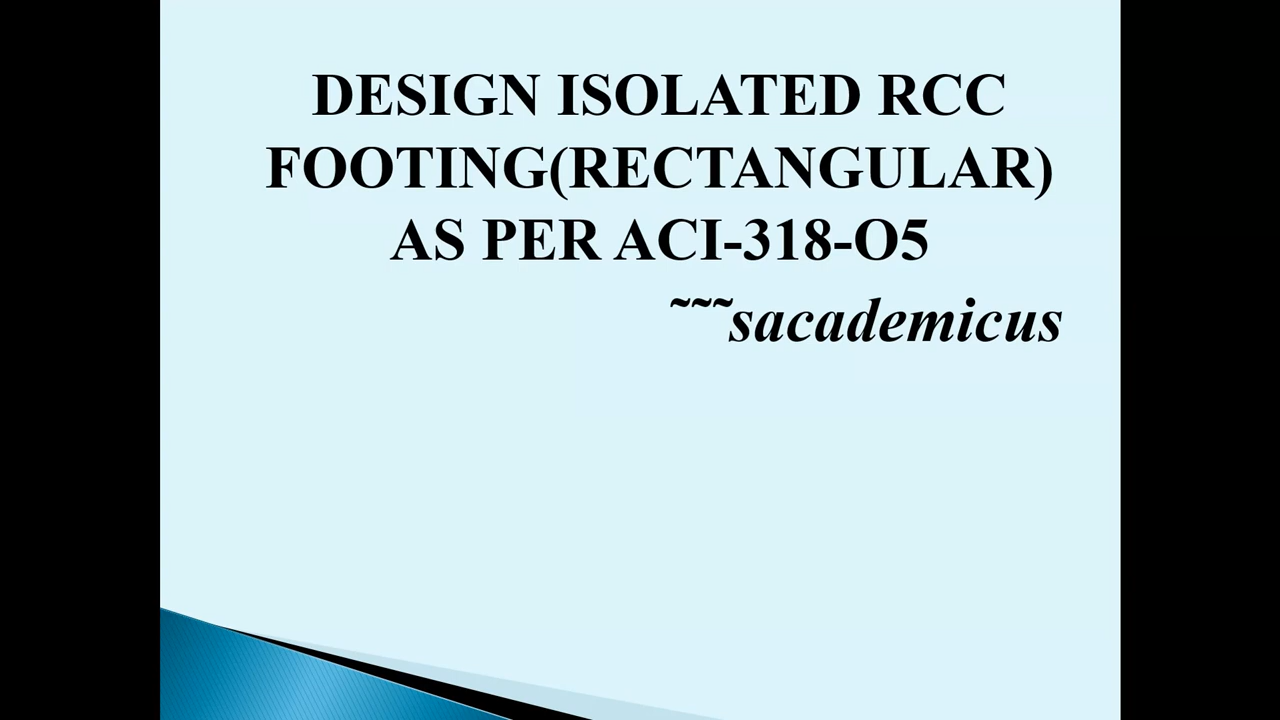 DESIGN ISOLATED RCC
FOOTING(RECTANGULAR)
AS PER ACI-318-O5
~~~sacademicus